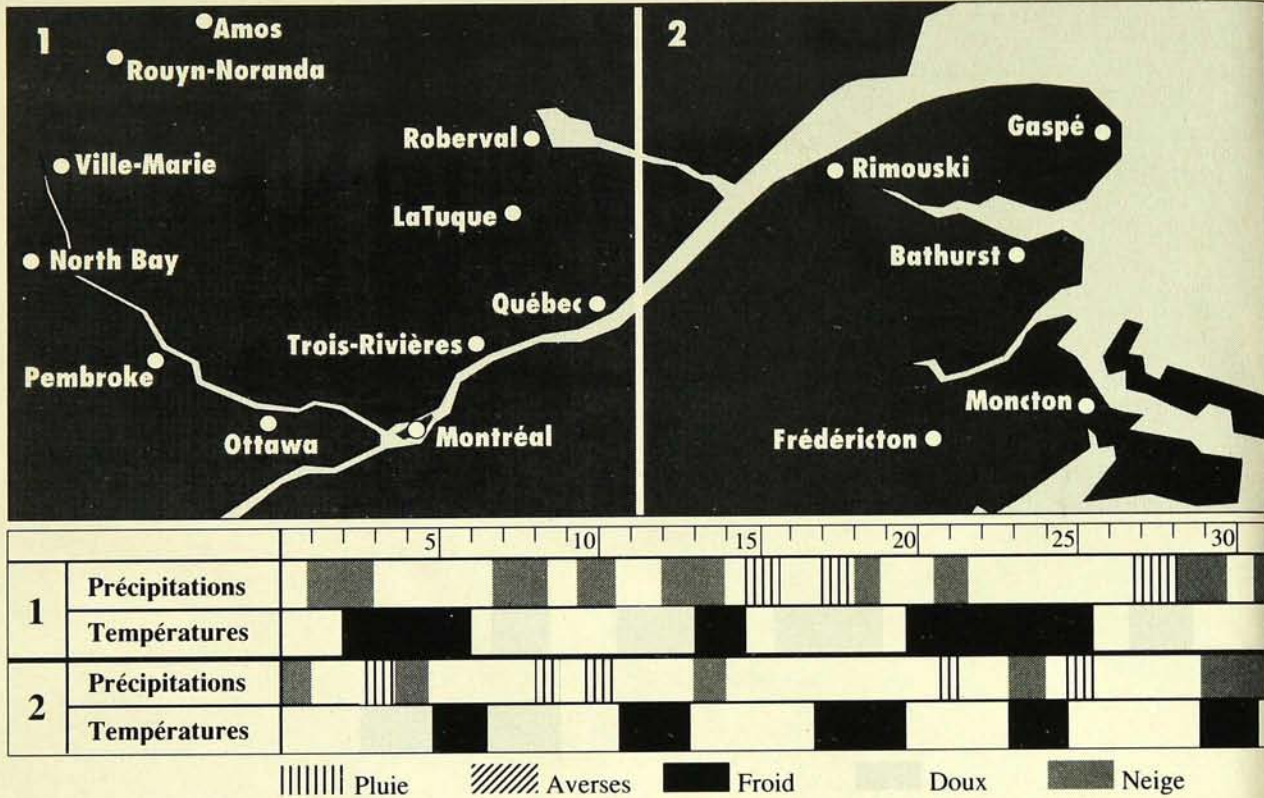 1
2
Amos
Rouyn-Noranda
Ville-Marie
North Bay
Pembroke
Ottawa
Roberval
LaTuque
Québec
Trois-Rivières
Montréal
Gaspé
Rimouski
Bathurst
Moncton
Frédéricton
5 10 15 20 25 30
1 Précipitations
Températures
2 Précipitations
Températures
Pluie Averses Froid Doux Neige